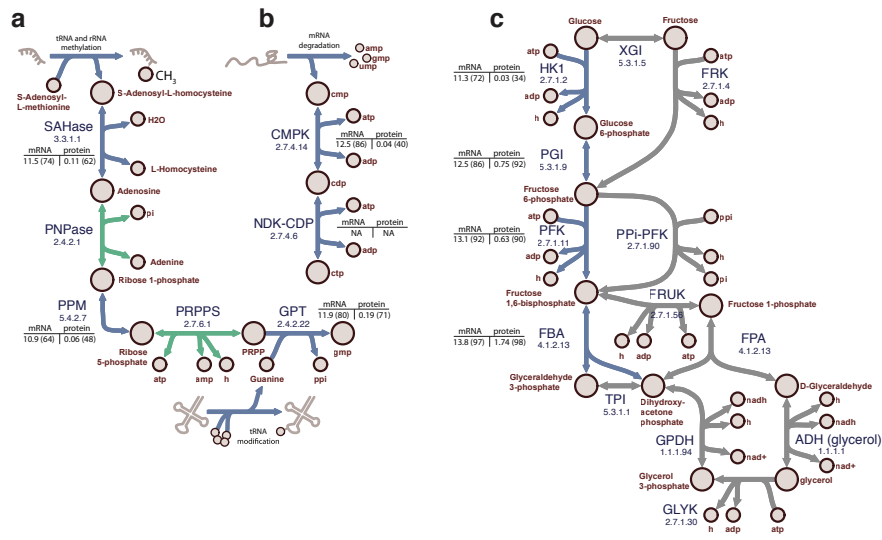 a
tRNA and rRNA
methylation
CH3
S-Adenosyl-
L-methionine
S-Adenosyl-L-homocysteine
SAHase
3.3.1.1
H2O
mRNA protein
11.5 (74) 0.11 (62)
L-Homocysteine
Adenosine
pi
PNPase
2.4.2.1
Adenine
Ribose 1-phosphate
PPM
5.4.2.7
mRNA protein
10.9 (64) 0.06 (48)
Ribose
5-phosphate
PRPPS
2.7.6.1
atp
amp
h
PRPP
GPT
2.4.2.22
mRNA protein
11.9 (80) 0.19 (71)
gmp
Guanine
ppi
tRNA
modification
b
mRNA
degradation
amp
gmp
ump
cmp
atp
CMPK
2.7.4.14
mRNA protein
12.5 (86) 0.04 (40)
adp
cdp
atp
NDK-CDP
2.7.4.6
mRNA protein
NA NA
adp
ctp
c
Glucose
Fructose
XGI
5.3.1.5
atp
HK1
2.7.1.2
mRNA protein
11.3 (72) 0.03 (34)
adp
h
atp
FRK
2.7.1.4
adp
h
Glucose
6-phosphate
mRNA protein
12.5 (86) 0.75 (92)
PGI
5.3.1.9
Fructose
6-phosphate
atp
PFK
2.7.1.11
mRNA protein
13.1 (92) 0.63 (90)
adp
h
PPi-PFK
2.7.1.90
ppi
h
pi
Fructose
1,6-bisphosphate
FRUK
2.7.1.56
Fructose 1-phosphate
h
adp
atp
mRNA protein
13.8 (97) 1.74 (98)
FBA
4.1.2.13
FPA
4.1.2.13
Glyceraldehyde
3-phosphate
TPI
5.3.1.1
Dihydroxy-
acetone
phosphate
D-Glyceraldehyde
nadh
h
GPDH
1.1.1.94
nad+
h
nadh
ADH (glycerol)
1.1.1.1
nad+
Glycerol
3-phosphate
glycerol
GLYK
2.7.1.30
h
adp
atp